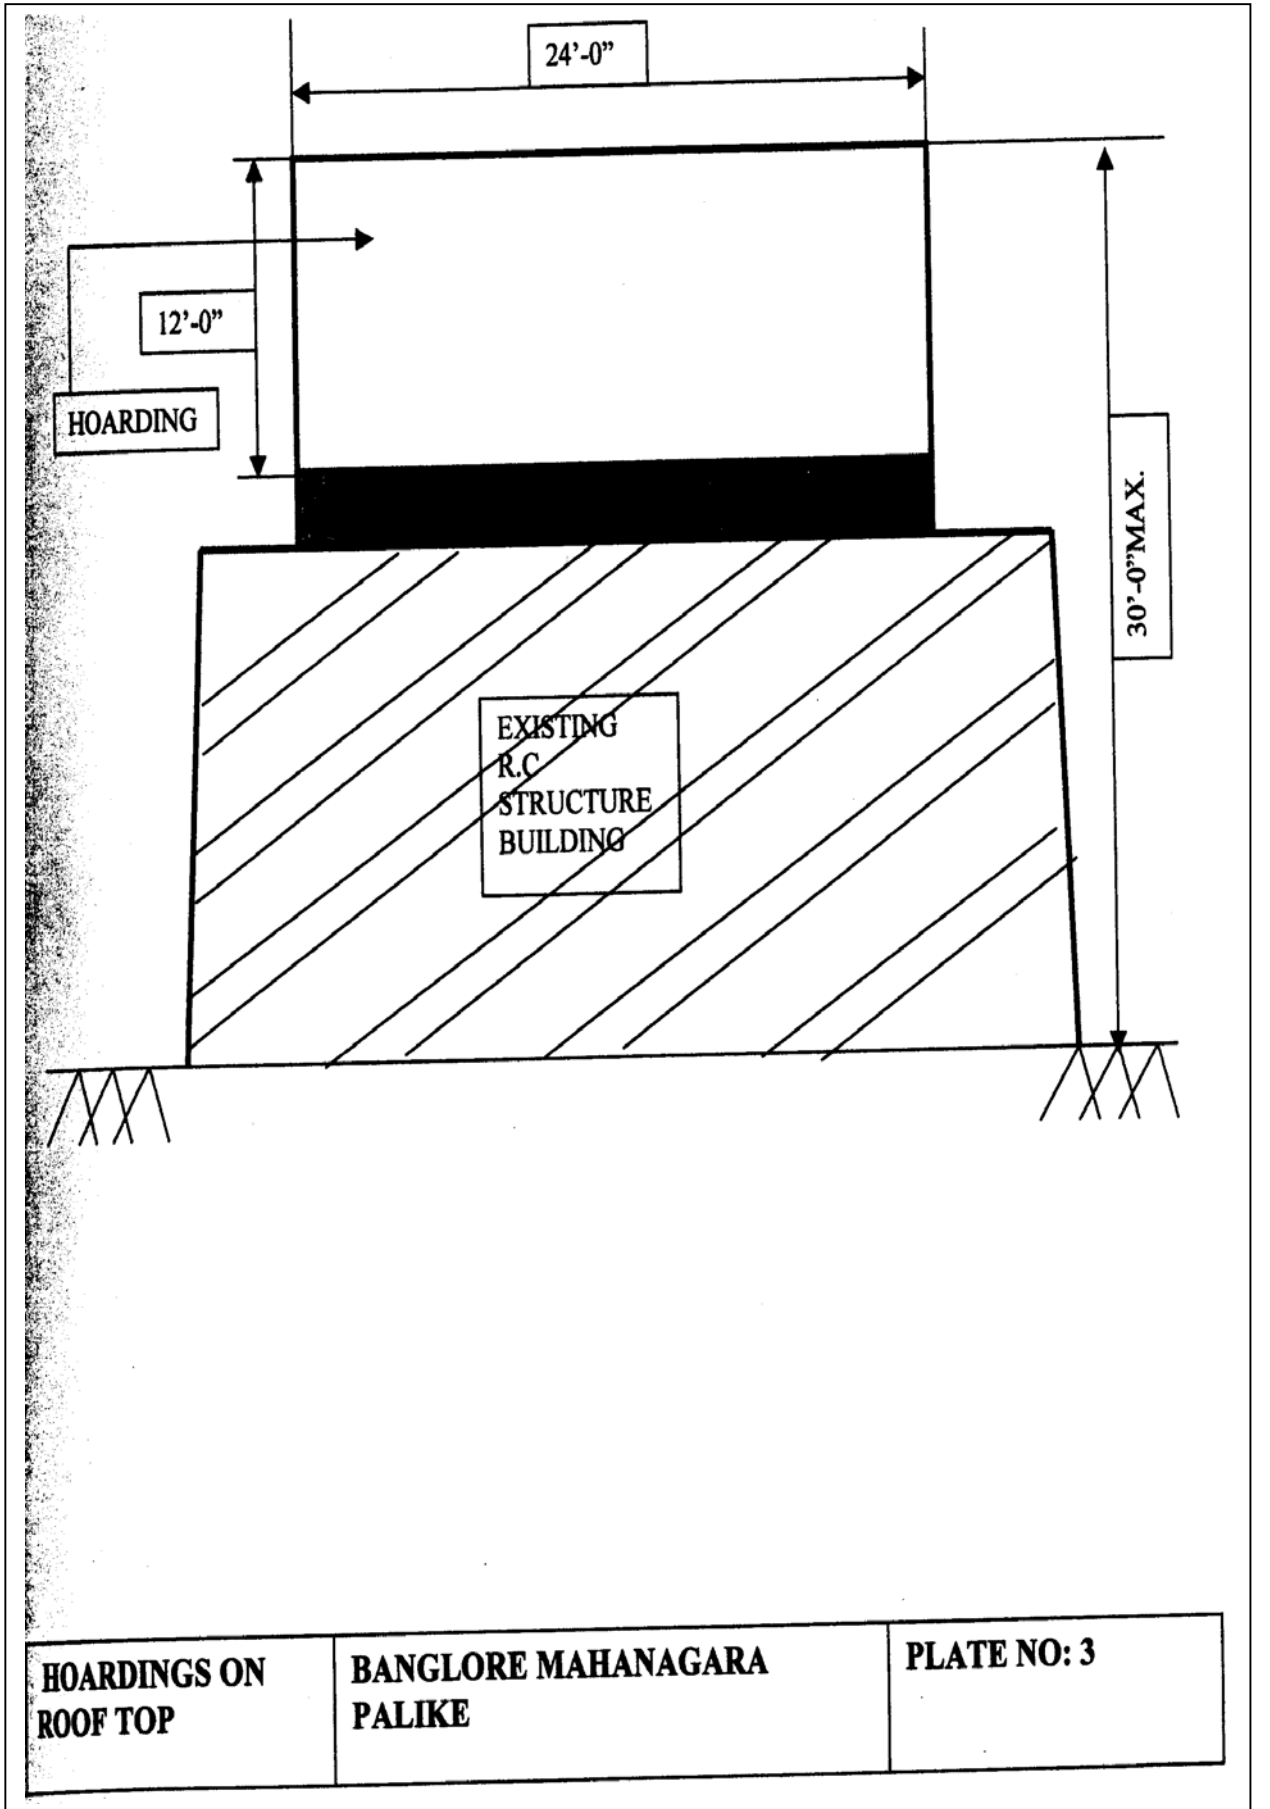 24'-0”
12'-0”
HOARDING
30'-0”MAX.
EXISTING
R.C
STRUCTURE
BUILDING
HOARDINGS ON
ROOF TOP
BANGLORE MAHANAGARA
PALIKE
PLATE NO: 3